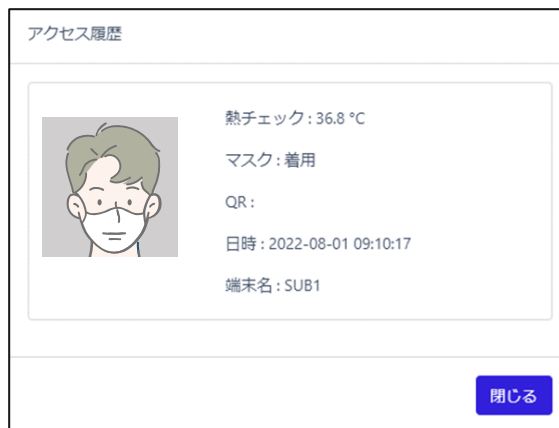 アクセス履歴
熱チェック : 36.8 °C
マスク : 着用
QR :
日時 : 2022-08-01 09:10:17
端末名 : SUB1
閉じる